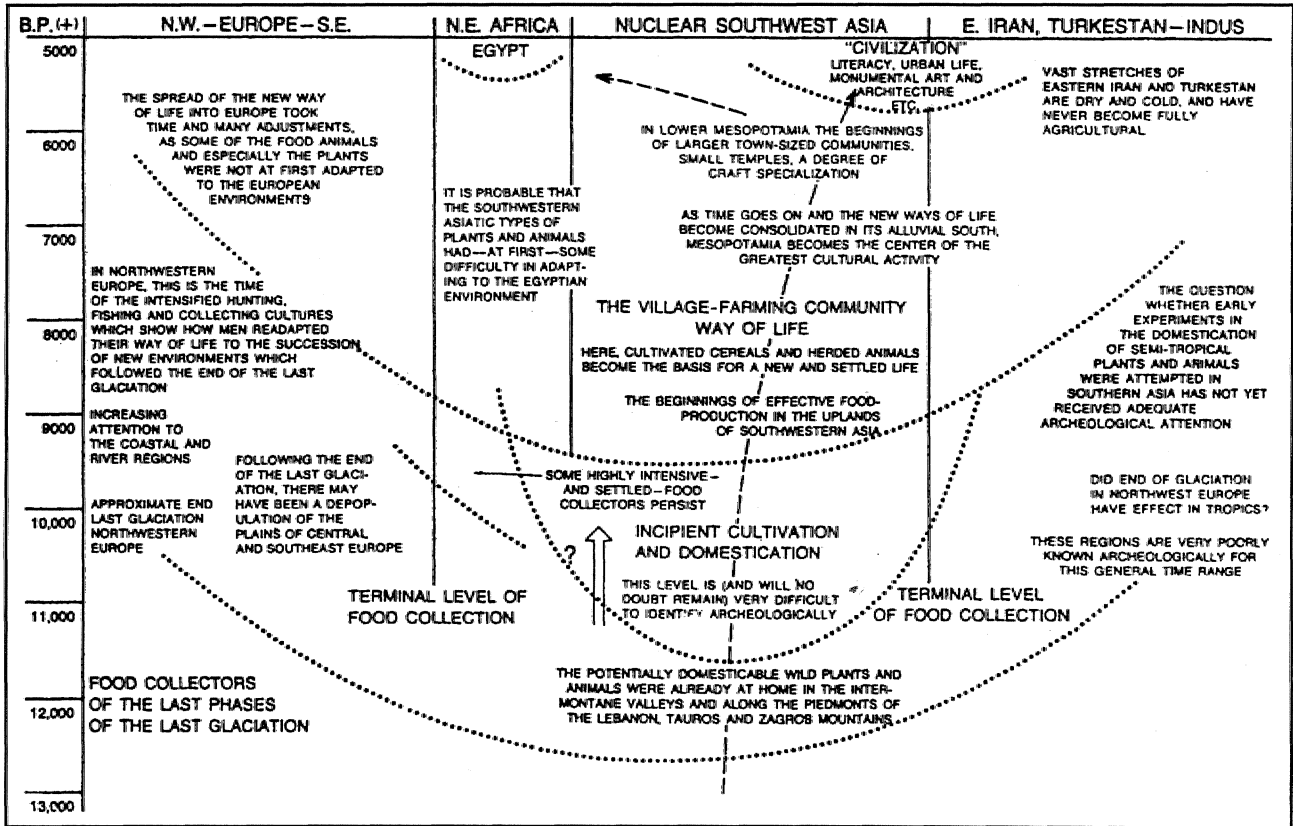 B.P.(+)
N.W.–EUROPE–S.E.
N.E. AFRICA
NUCLEAR SOUTHWEST ASIA
E. IRAN, TURKESTAN–INDUS
5000
6000
7000
8000
9000
10,000
11,000
12,000
13,000
THE SPREAD OF THE NEW WAY
OF LIFE INTO EUROPE TOOK
TIME AND MANY ADJUSTMENTS,
AS SOME OF THE FOOD ANIMALS
AND ESPECIALLY THE PLANTS
WERE NOT AT FIRST ADAPTED
TO THE EUROPEAN
ENVIRONMENTS
IN NORTHWESTERN
EUROPE, THIS IS THE TIME
OF THE INTENSIFIED HUNTING,
FISHING AND COLLECTING CULTURES
WHICH SHOW HOW MEN READAPTED
THEIR WAY OF LIFE TO THE SUCCESSION
OF NEW ENVIRONMENTS WHICH
FOLLOWED THE END OF THE LAST
GLACIATION
INCREASING
ATTENTION TO
THE COASTAL AND
RIVER REGIONS
APPROXIMATE END
LAST GLACIATION
NORTHWESTERN
EUROPE
FOLLOWING THE END
OF THE LAST GLACI-
ATION, THERE MAY
HAVE BEEN A DEPOP-
ULATION OF THE
PLAINS OF CENTRAL
AND SOUTHEAST EUROPE
FOOD COLLECTORS
OF THE LAST PHASES
OF THE LAST GLACIATION
TERMINAL LEVEL OF
FOOD COLLECTION
EGYPT
IT IS PROBABLE THAT
THE SOUTHWESTERN
ASIATIC TYPES OF
PLANTS AND ANIMALS
HAD—AT FIRST—SOME
DIFFICULTY IN ADAPT-
ING TO THE EGYPTIAN
ENVIRONMENT
"CIVILIZATION"
LITERACY, URBAN LIFE,
MONUMENTAL ART AND
ARCHITECTURE
ETC.
IN LOWER MESOPOTAMIA THE BEGINNINGS
OF LARGER TOWN-SIZED COMMUNITIES,
SMALL TEMPLES, A DEGREE OF
CRAFT SPECIALIZATION
AS TIME GOES ON AND THE NEW WAYS OF LIFE
BECOME CONSOLIDATED IN ITS ALLUVIAL SOUTH,
MESOPOTAMIA BECOMES THE CENTER OF THE
GREATEST CULTURAL ACTIVITY
THE VILLAGE-FARMING COMMUNITY
WAY OF LIFE
HERE, CULTIVATED CEREALS AND HERDED ANIMALS
BECOME THE BASIS FOR A NEW AND SETTLED LIFE
THE BEGINNINGS OF EFFECTIVE FOOD-
PRODUCTION IN THE UPLANDS
OF SOUTHWESTERN ASIA
SOME HIGHLY INTENSIVE–
AND SETTLED–FOOD
COLLECTORS PERSIST
?
INCIPIENT CULTIVATION
AND DOMESTICATION
THIS LEVEL IS (AND WILL NO
DOUBT REMAIN) VERY DIFFICULT
TO IDENTIFY ARCHEOLOGICALLY
THE POTENTIALLY DOMESTICABLE WILD PLANTS AND
ANIMALS WERE ALREADY AT HOME IN THE INTER-
MONTANE VALLEYS AND ALONG THE PIEDMONTS OF
THE LEBANON, TAUROS AND ZAGROS MOUNTAINS
VAST STRETCHES OF
EASTERN IRAN AND TURKESTAN
ARE DRY AND COLD, AND HAVE
NEVER BECOME FULLY
AGRICULTURAL
THE QUESTION
WHETHER EARLY
EXPERIMENTS IN
THE DOMESTICATION
OF SEMI-TROPICAL
PLANTS AND ANIMALS
WERE ATTEMPTED IN
SOUTHERN ASIA HAS NOT YET
RECEIVED ADEQUATE
ARCHEOLOGICAL ATTENTION
DID END OF GLACIATION
IN NORTHWEST EUROPE
HAVE EFFECT IN TROPICS?
THESE REGIONS ARE VERY POORLY
KNOWN ARCHEOLOGICALLY FOR
THIS GENERAL TIME RANGE
TERMINAL LEVEL
OF FOOD COLLECTION